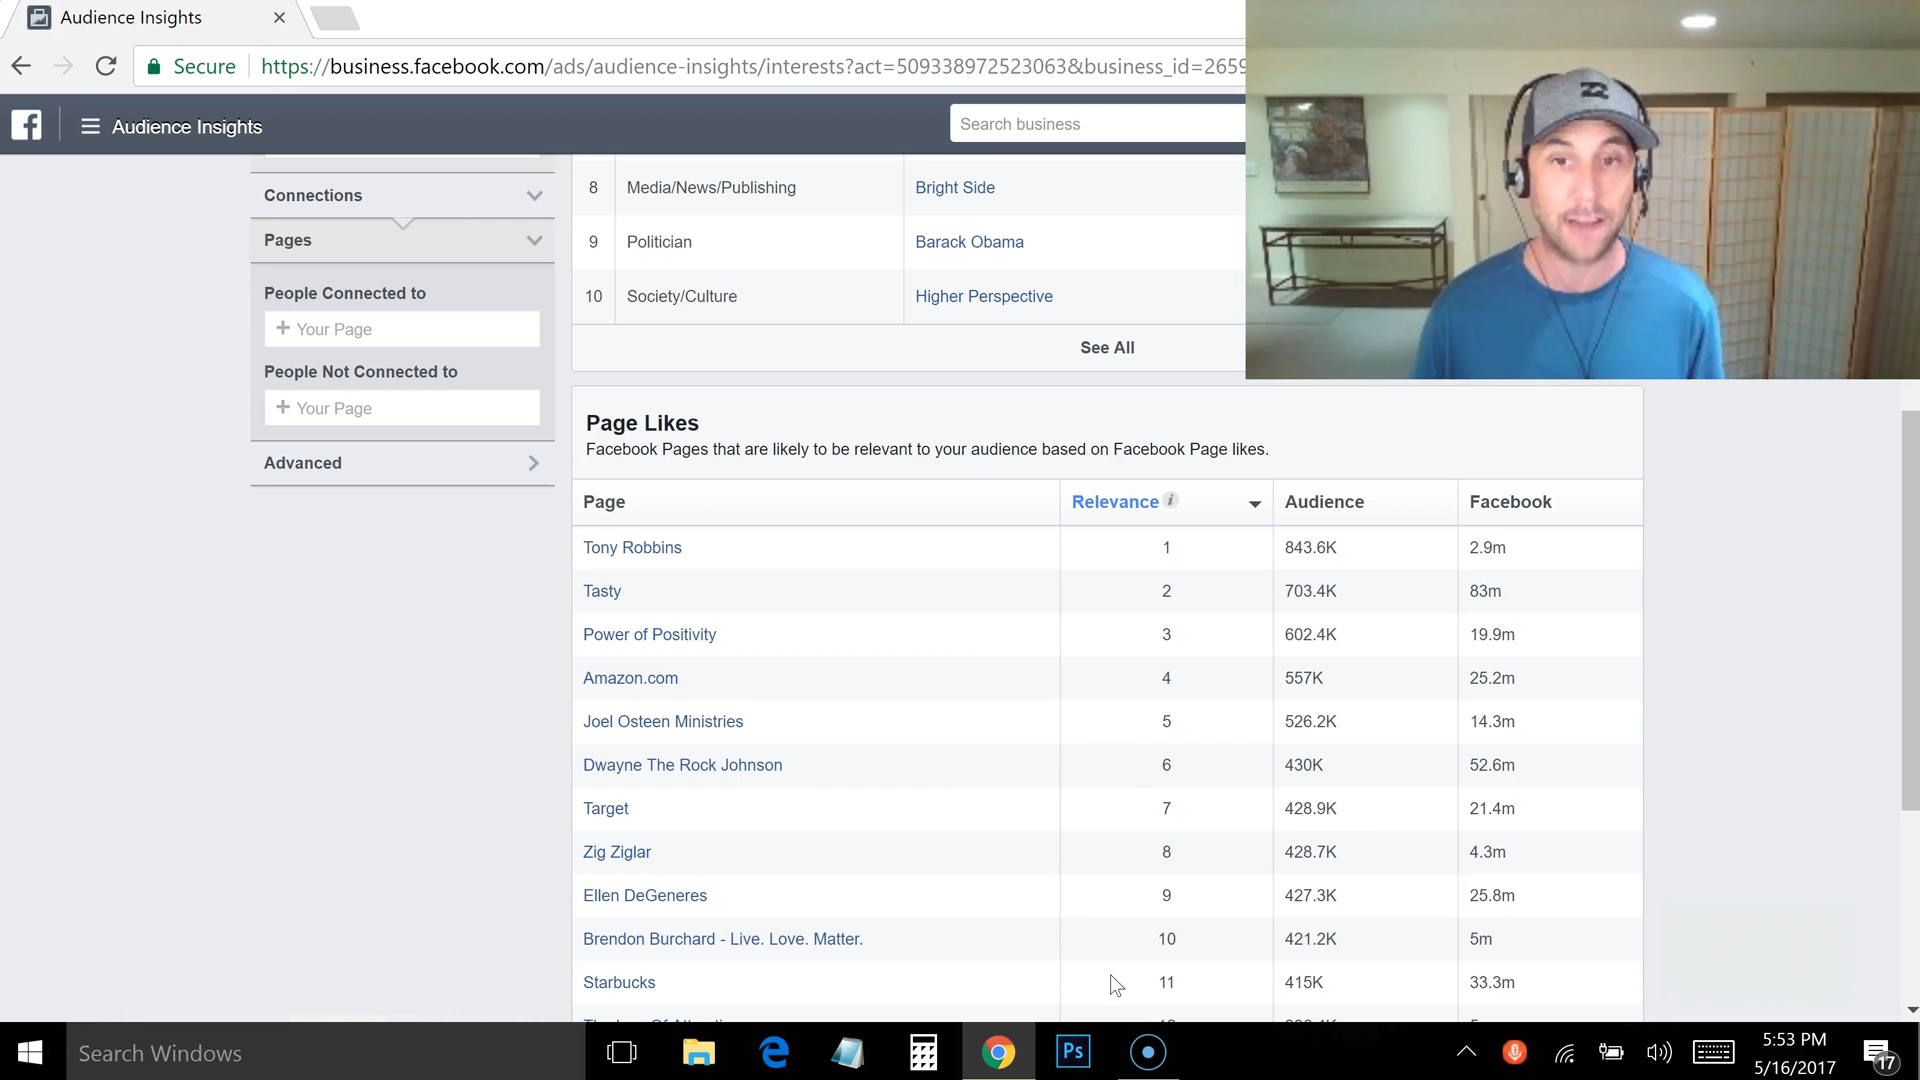 Audience Insights
Secure https://business.facebook.com/ads/audience-insights/interests?act=509338972523063&business_id=2659
Audience Insights
Search business
Connections
Pages
People Connected to
+ Your Page
People Not Connected to
+ Your Page
Advanced
8 Media/News/Publishing Bright Side
9 Politician Barack Obama
10 Society/Culture Higher Perspective
See All
Page Likes
Facebook Pages that are likely to be relevant to your audience based on Facebook Page likes.
Page Relevance i Audience Facebook
Tony Robbins 1 843.6K 2.9m
Tasty 2 703.4K 83m
Power of Positivity 3 602.4K 19.9m
Amazon.com 4 557K 25.2m
Joel Osteen Ministries 5 526.2K 14.3m
Dwayne The Rock Johnson 6 430K 52.6m
Target 7 428.9K 21.4m
Zig Ziglar 8 428.7K 4.3m
Ellen DeGeneres 9 427.3K 25.8m
Brendon Burchard - Live. Love. Matter. 10 421.2K 5m
Starbucks 11 415K 33.3m
Search Windows
Ps
5:53 PM
5/16/2017
17